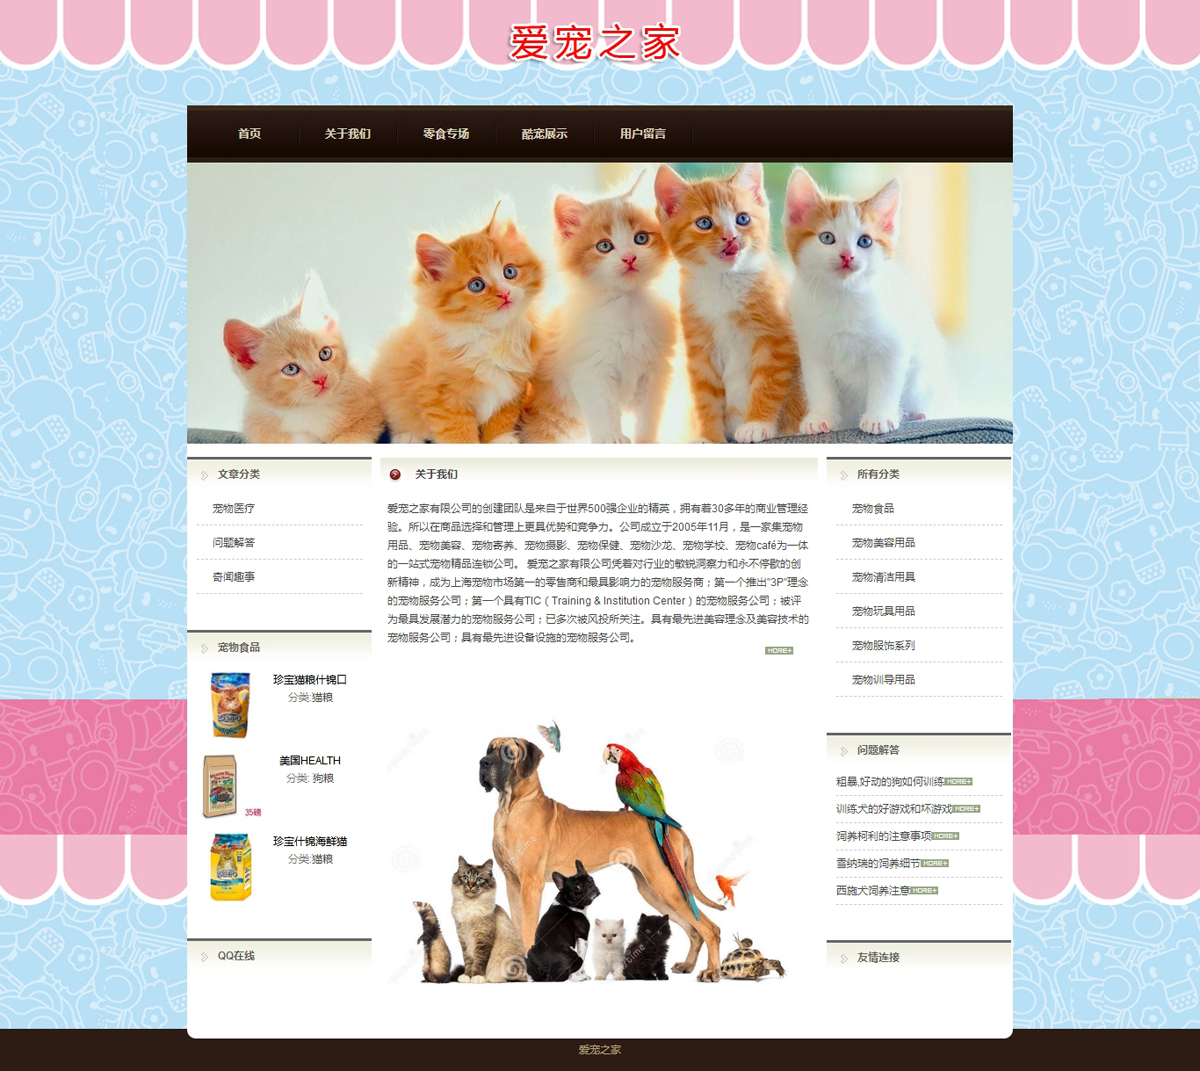 爱宠之家
首页
关于我们
零食专场
酷宠展示
用户留言
文章分类
宠物医疗
问题解答
奇闻趣事
宠物食品
珍宝猫粮什锦口
分类:猫粮
美国HEALTH
分类: 狗粮
35磅
珍宝什锦海鲜猫
分类:猫粮
QQ在线
关于我们
爱宠之家有限公司的创建团队是来自于世界500强企业的精英，拥有着30多年的商业管理经
验。所以在商品选择和管理上更具优势和竞争力。公司成立于2005年11月，是一家集宠物
用品、宠物美容、宠物寄养、宠物摄影、宠物保健、宠物沙龙、宠物学校、宠物café为一体
的一站式宠物精品连锁公司。 爱宠之家有限公司凭着对行业的敏锐洞察力和永不停歇的创
新精神，成为上海宠物市场第一的零售商和最具影响力的宠物服务商；第一个推出"3P"理念
的宠物服务公司；第一个具有TIC（Training & Institution Center）的宠物服务公司；被评
为最具发展潜力的宠物服务公司；已多次被风投所关注。具有最先进美容理念及美容技术的
宠物服务公司；具有最先进设备设施的宠物服务公司。
MORE+
所有分类
宠物食品
宠物美容用品
宠物清洁用具
宠物玩具用品
宠物服饰系列
宠物训导用品
问题解答
粗暴,好动的狗如何训练MORE+
训练犬的好游戏和坏游戏MORE+
饲养柯利的注意事项MORE+
雪纳瑞的饲养细节MORE+
西施犬饲养注意MORE+
友情连接
爱宠之家